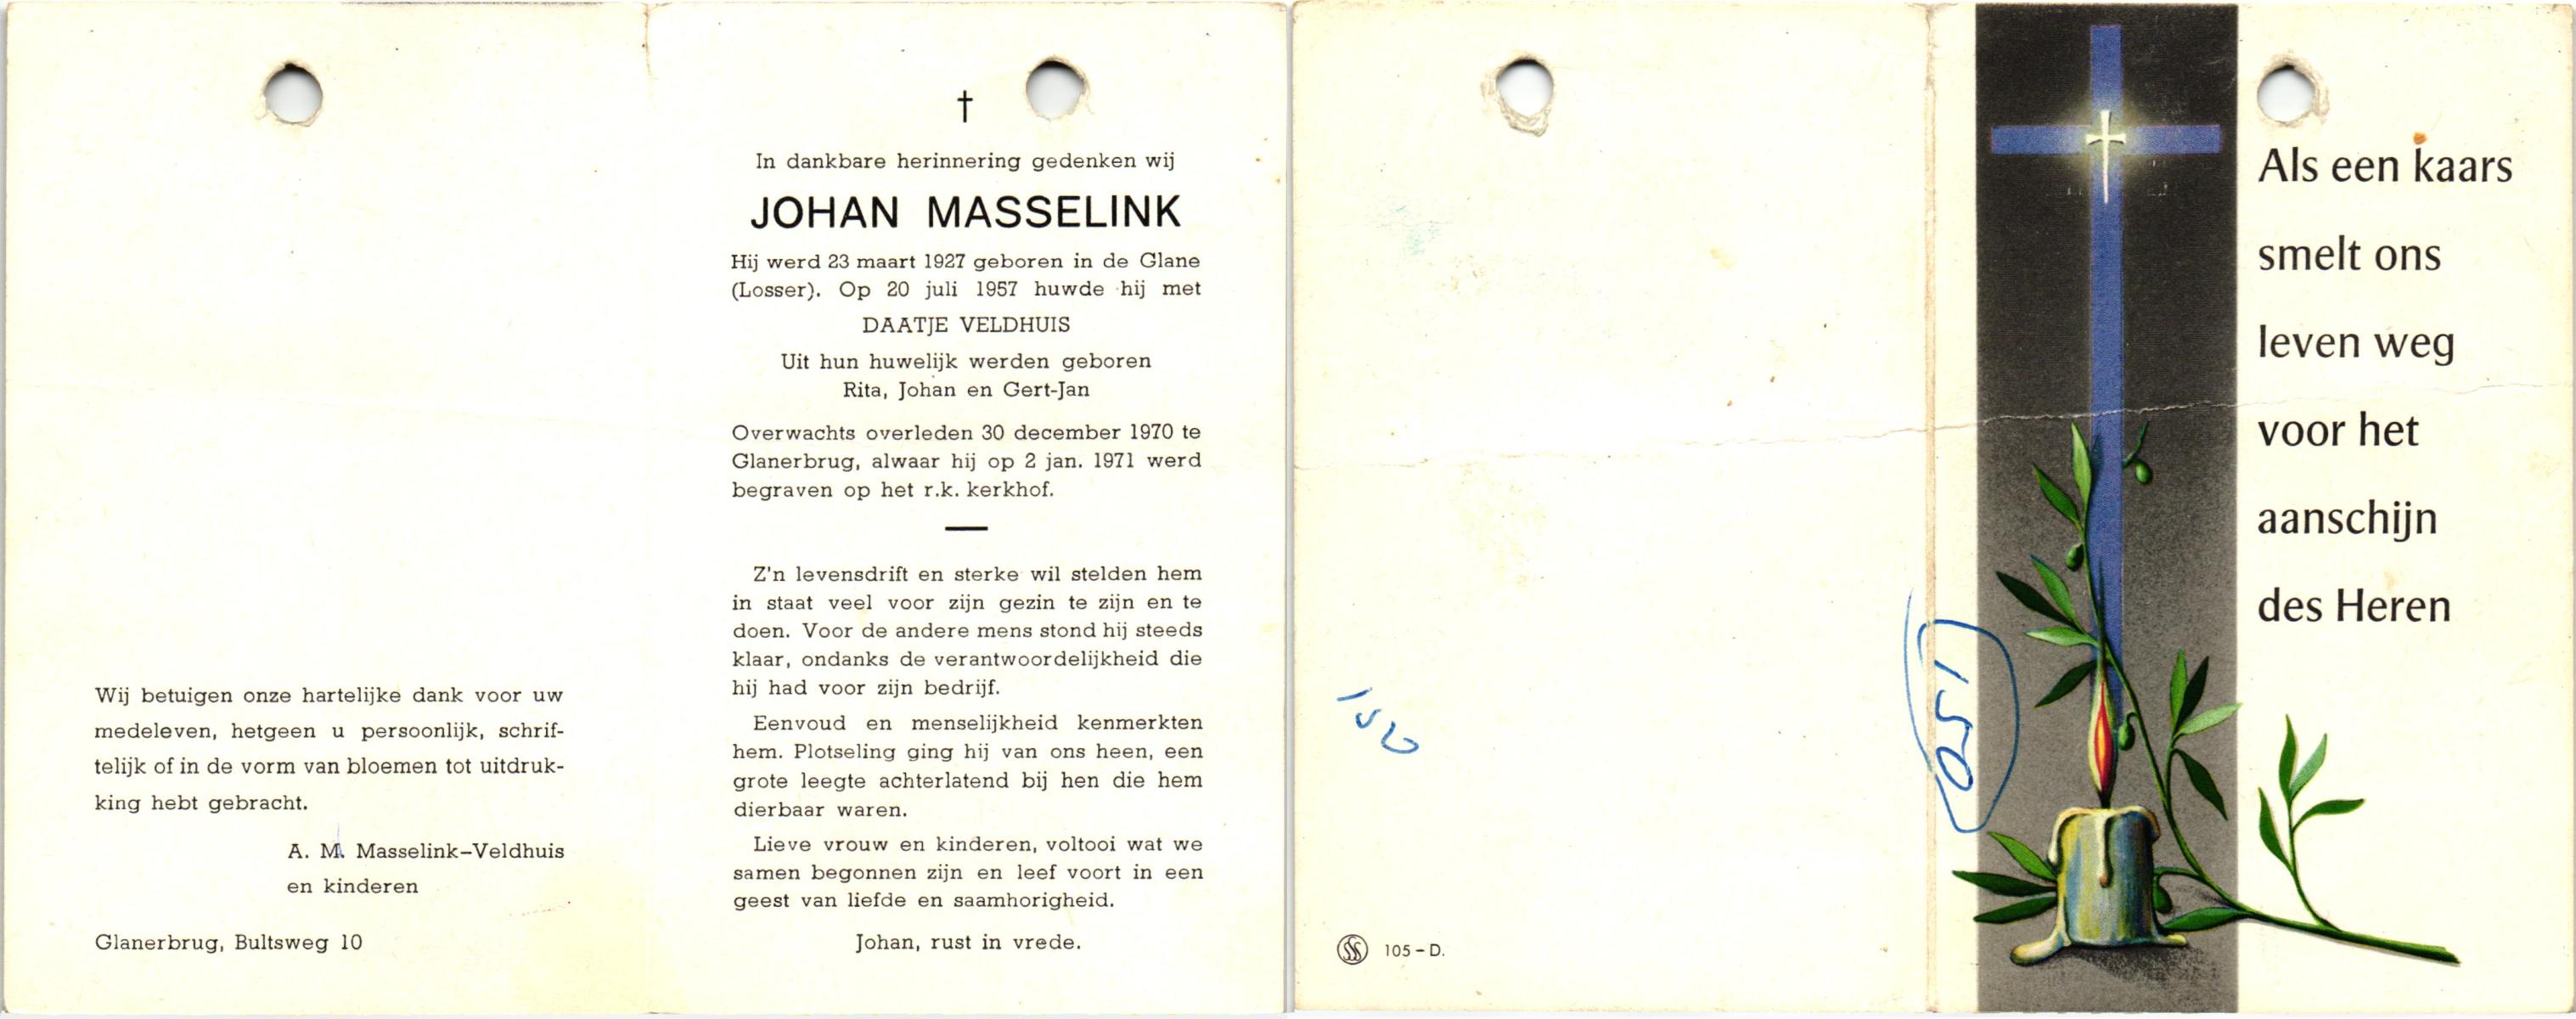 Wij betuigen onze hartelijke dank voor uw
medeleven, hetgeen u persoonlijk, schrif-
telijk of in de vorm van bloemen tot uitdruk-
king hebt gebracht.
A. M. Masselink-Veldhuis
en kinderen
Glanerbrug, Bultsweg 10
†
In dankbare herinnering gedenken wij
JOHAN MASSELINK
Hij werd 23 maart 1927 geboren in de Glane
(Losser). Op 20 juli 1957 huwde hij met
DAATJE VELDHUIS
Uit hun huwelijk werden geboren
Rita, Johan en Gert-Jan
Overwachts overleden 30 december 1970 te
Glanerbrug, alwaar hij op 2 jan. 1971 werd
begraven op het r.k. kerkhof.
Z'n levensdrift en sterke wil stelden hem
in staat veel voor zijn gezin te zijn en te
doen. Voor de andere mens stond hij steeds
klaar, ondanks de verantwoordelijkheid die
hij had voor zijn bedrijf.
Eenvoud en menselijkheid kenmerkten
hem. Plotseling ging hij van ons heen, een
grote leegte achterlatend bij hen die hem
dierbaar waren.
Lieve vrouw en kinderen, voltooi wat we
samen begonnen zijn en leef voort in een
geest van liefde en saamhorigheid.
Johan, rust in vrede.
105-D.
150
Als een kaars
smelt ons
leven weg
voor het
aanschijn
des Heren